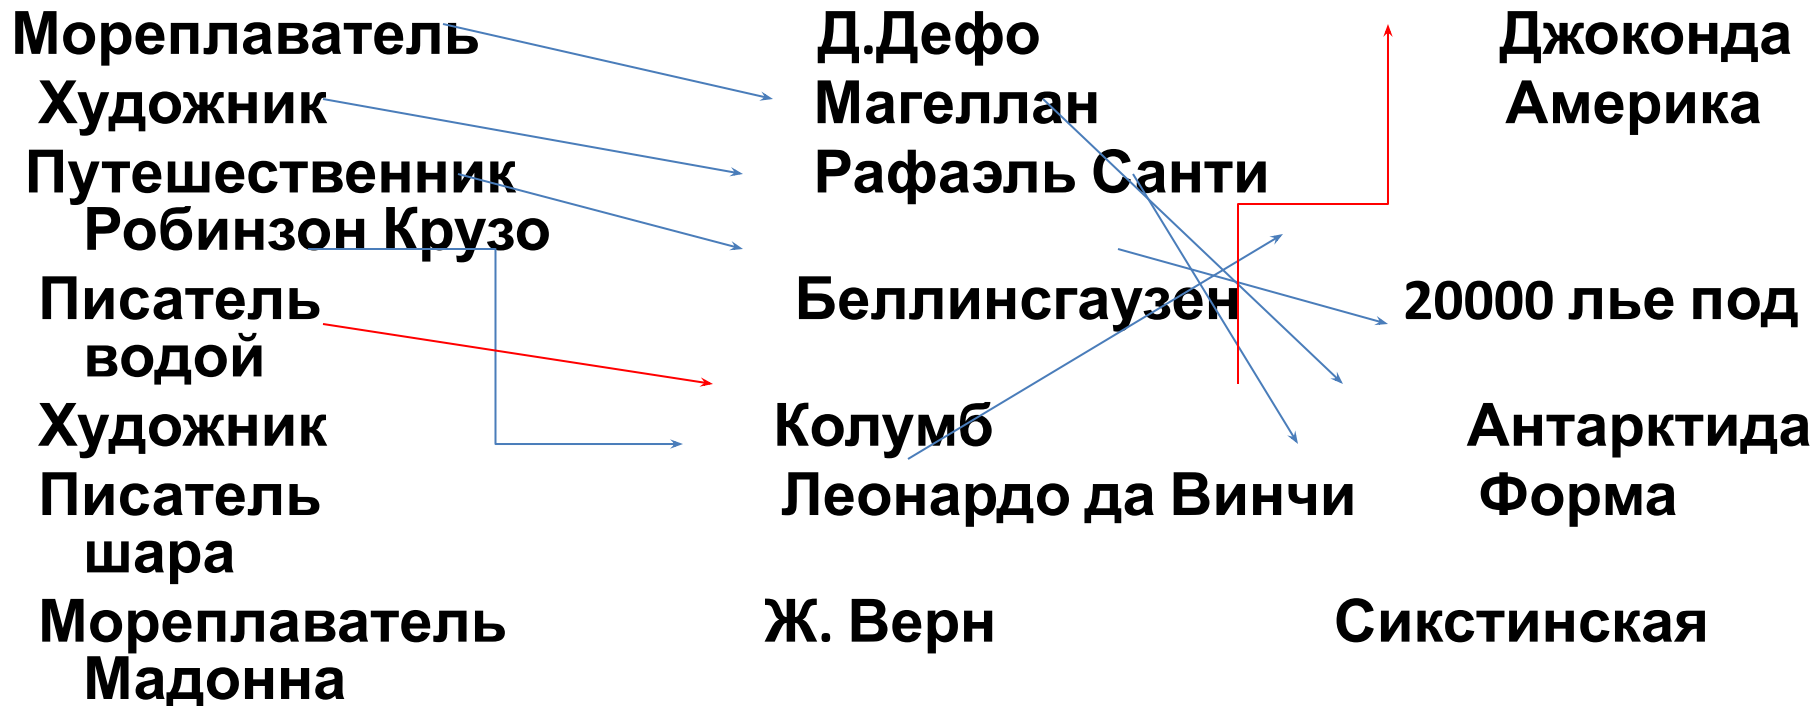 Мореплаватель Д.Дефо Джоконда
Художник Магеллан Америка
Путешественник Рафаэль Санти
Робинзон Крузо
Писатель Беллинсгаузен 20000 лье под
водой
Художник Колумб Антарктида
Писатель Леонардо да Винчи Форма
шара
Мореплаватель Ж. Верн Сикстинская
Мадонна